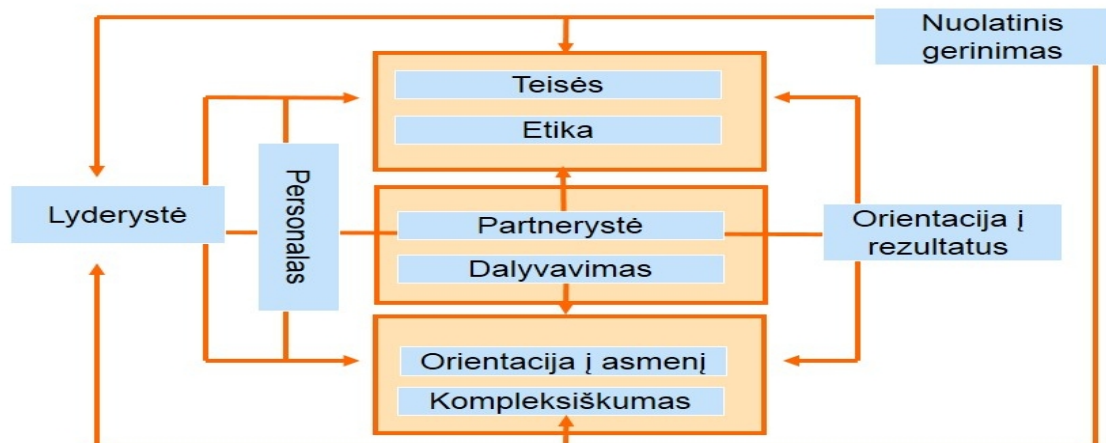 Nuolatinis
gerinimas
Teisės
Etika
Lyderystė
Personalas
Partnerystė
Dalyvavimas
Orientacija į
rezultatus
Orientacija į asmenį
Kompleksiškumas